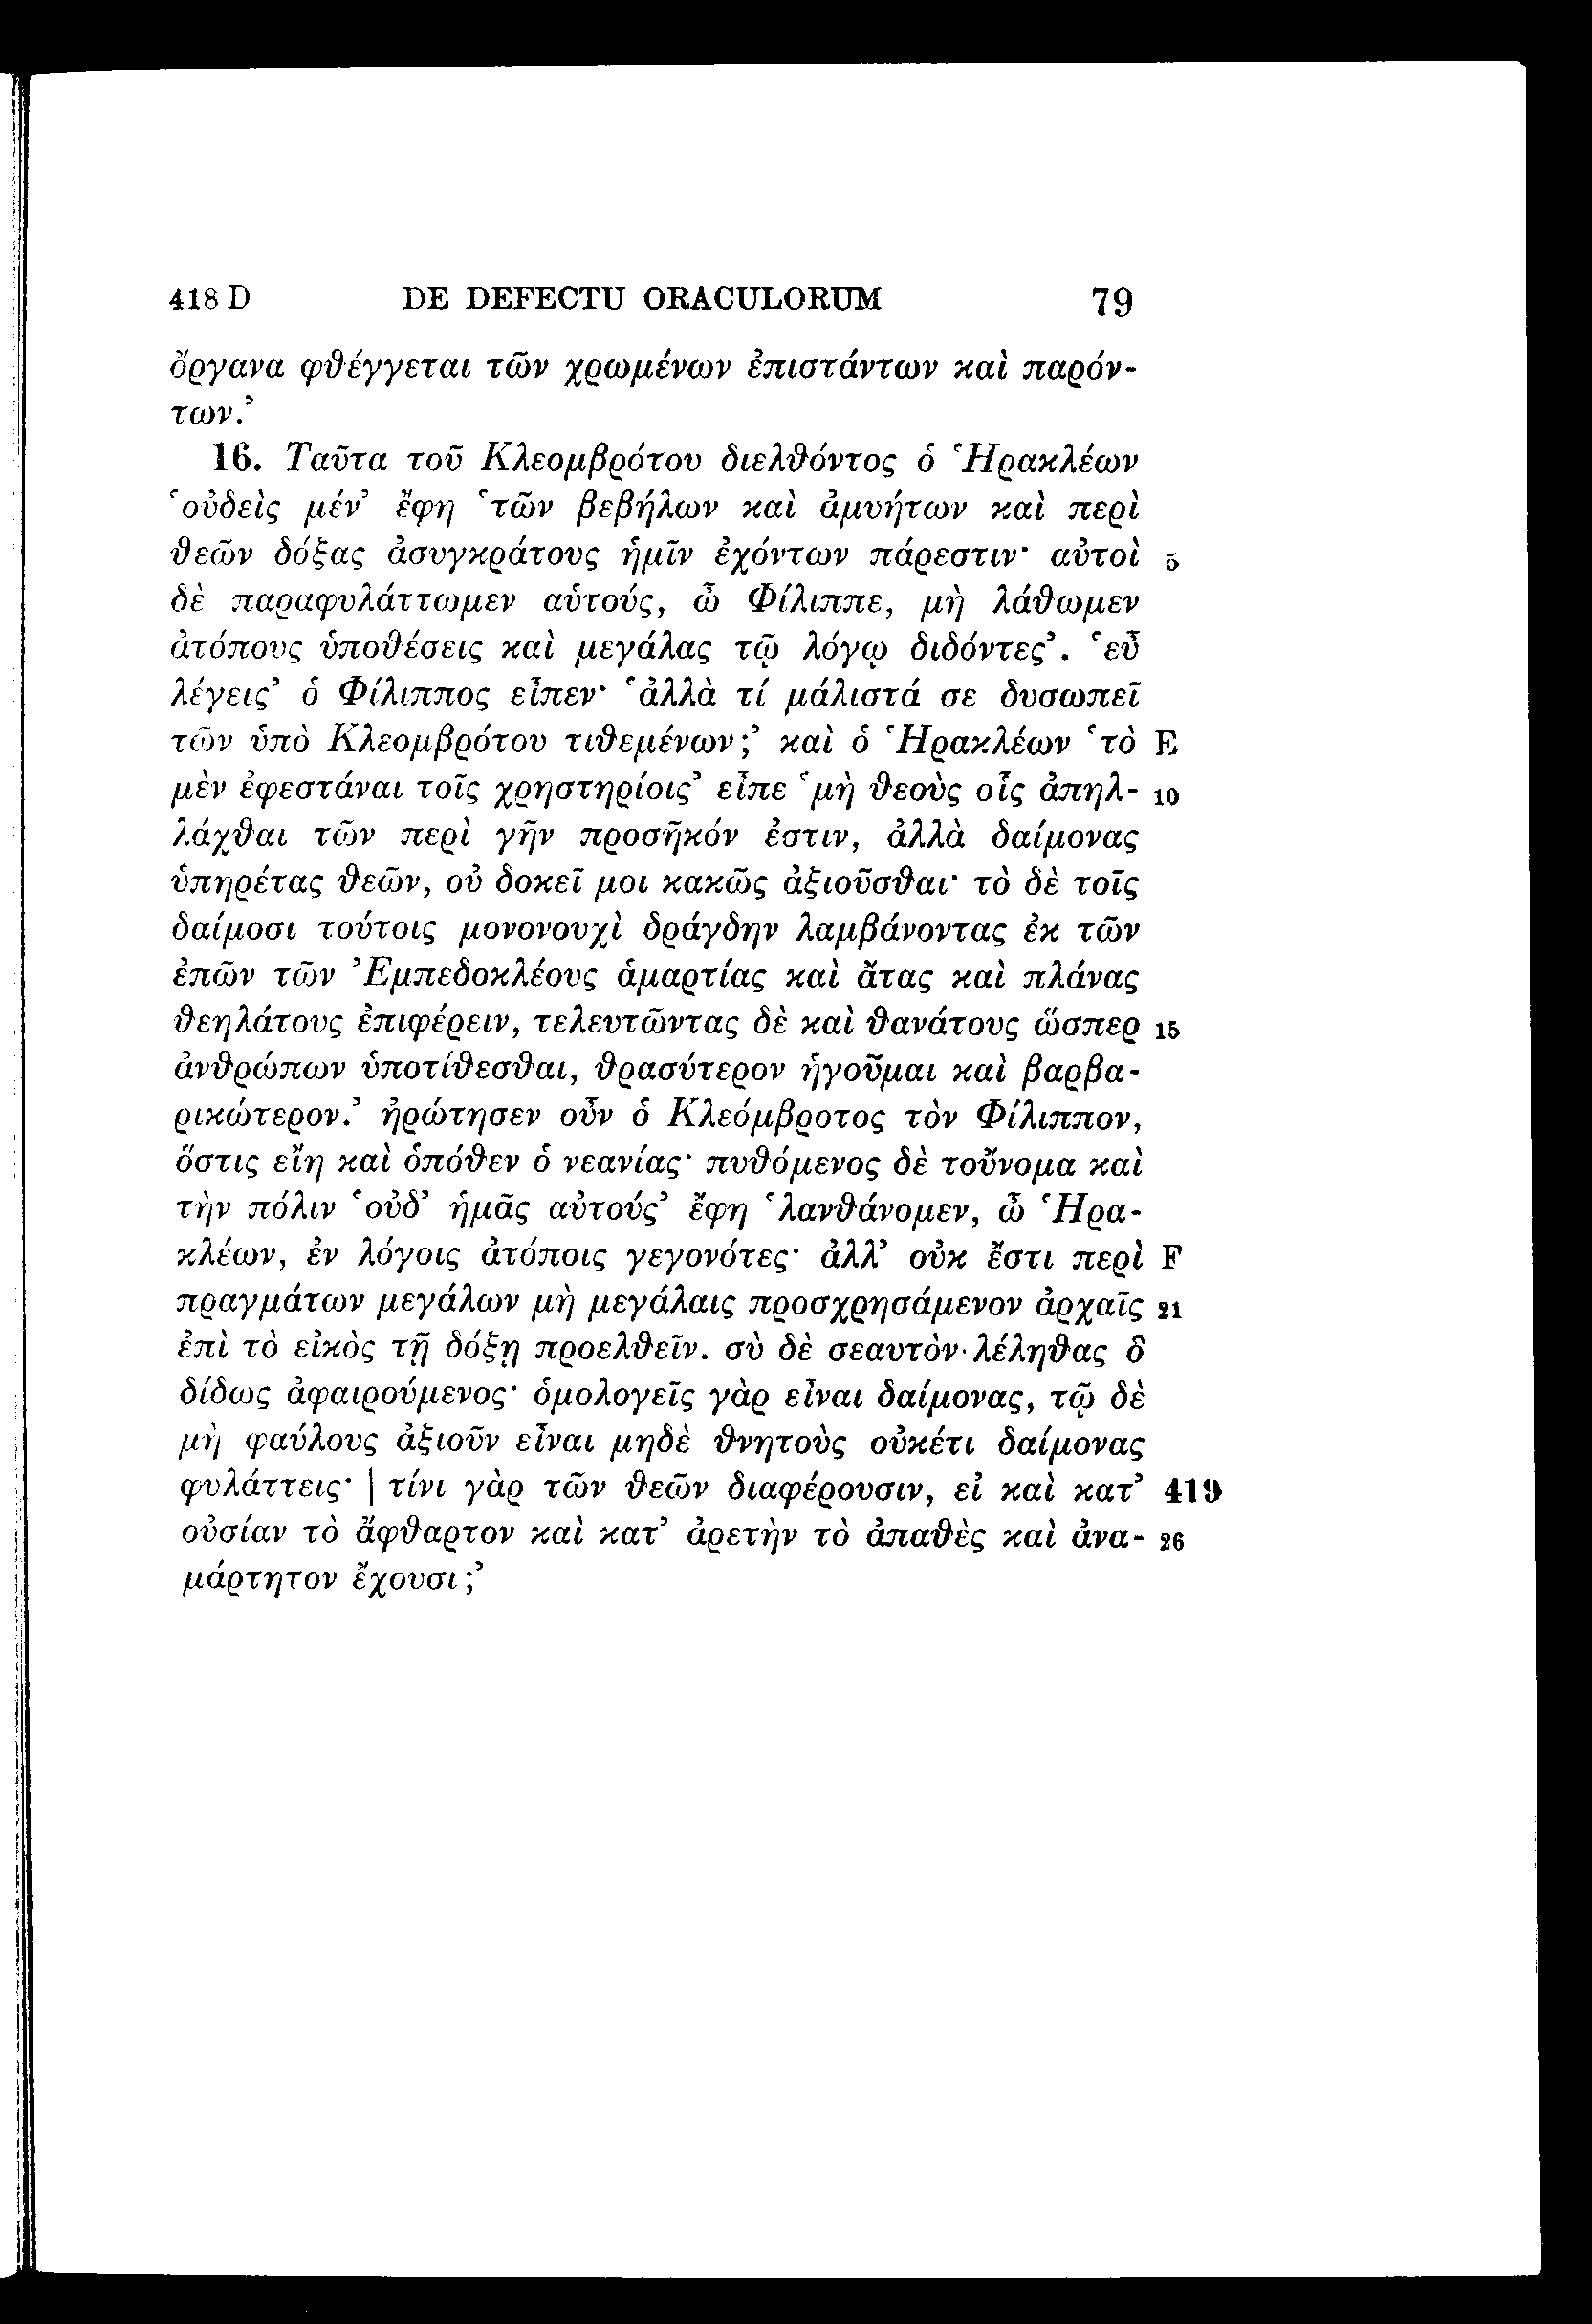 418 D DE DEFECTU ORACULORUM 79
ὄργανα φθέγγεται τῶν χρωμένων ἐπιστάντων καὶ παρόν-
των.’
16. Ταῦτα τοῦ Κλεομβρότου διελθόντος ὁ Ἡρακλέων
‘οὐδεὶς μέν’ ἔφη ‘τῶν βεβήλων καὶ ἀμυήτων καὶ περὶ
θεῶν δόξας ἀσυγκράτους ἡμῖν ἐχόντων πάρεστιν· αὐτοὶ 5
δὲ παραφυλάττωμεν αὑτούς, ὦ Φίλιππε, μὴ λάθωμεν
ἀτόπους ὑποθέσεις καὶ μεγάλας τῷ λόγῳ διδόντες’. ‘εὖ
λέγεις’ ὁ Φίλιππος εἶπεν· ‘ἀλλὰ τί μάλιστά σε δυσωπεῖ
τῶν ὑπὸ Κλεομβρότου τιθεμένων;’ καὶ ὁ Ἡρακλέων ‘τὸ E
μὲν ἐφεστάναι τοῖς χρηστηρίοις’ εἶπε ‘μὴ θεοὺς οἷς ἀπηλ- 10
λάχθαι τῶν περὶ γῆν προσῆκόν ἐστιν, ἀλλὰ δαίμονας
ὑπηρέτας θεῶν, οὐ δοκεῖ μοι κακῶς ἀξιοῦσθαι· τὸ δὲ τοῖς
δαίμοσι τούτοις μονονουχὶ δράγδην λαμβάνοντας ἐκ τῶν
ἐπῶν τῶν Ἐμπεδοκλέους ἁμαρτίας καὶ ἄτας καὶ πλάνας
θεηλάτους ἐπιφέρειν, τελευτῶντας δὲ καὶ θανάτους ὥσπερ 15
ἀνθρώπων ὑποτίθεσθαι, θρασύτερον ἡγοῦμαι καὶ βαρβα-
ρικώτερον.’ ἠρώτησεν οὖν ὁ Κλεόμβροτος τὸν Φίλιππον,
ὅστις εἴη καὶ ὁπόθεν ὁ νεανίας· πυθόμενος δὲ τοὔνομα καὶ
τὴν πόλιν ‘οὐδ’ ἡμᾶς αὐτούς’ ἔφη ‘λανθάνομεν, ὦ Ἡρα-
κλέων, ἐν λόγοις ἀτόποις γεγονότες· ἀλλ’ οὐκ ἔστι περὶ F
πραγμάτων μεγάλων μὴ μεγάλαις προσχρησάμενον ἀρχαῖς 21
ἐπὶ τὸ εἰκὸς τῇ δόξῃ προελθεῖν. σὺ δὲ σεαυτὸν λέληθας ὃ
δίδως ἀφαιρούμενος· ὁμολογεῖς γὰρ εἶναι δαίμονας, τῷ δὲ
μὴ φαύλους ἀξιοῦν εἶναι μηδὲ θνητοὺς οὐκέτι δαίμονας
φυλάττεις· | τίνι γὰρ τῶν θεῶν διαφέρουσιν, εἰ καὶ κατ’ 419
οὐσίαν τὸ ἄφθαρτον καὶ κατ’ ἀρετὴν τὸ ἀπαθὲς καὶ ἀνα- 26
μάρτητον ἔχουσι;’